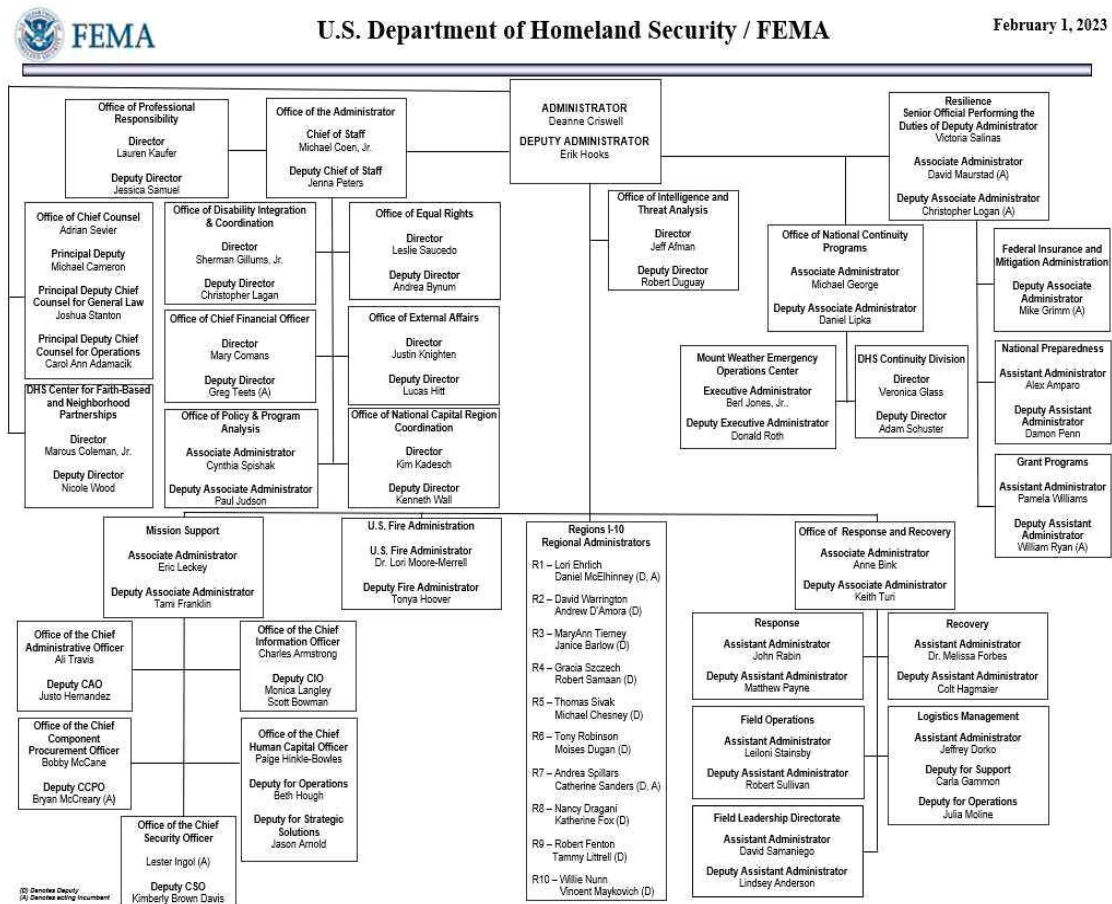 FEMA
U.S. Department of Homeland Security / FEMA
February 1, 2023
ADMINISTRATOR
Deanne Criswell
DEPUTY ADMINISTRATOR
Erik Hooks
Office of Professional
Responsibility
Director
Lauren Kaufer
Deputy Director
Jessica Samuel
Office of the Administrator
Chief of Staff
Michael Coen, Jr.
Deputy Chief of Staff
Jenna Peters
Resilience
Senior Official Performing the
Duties of Deputy Administrator
Victoria Salinas
Associate Administrator
David Maurstad (A)
Deputy Associate Administrator
Christopher Logan (A)
Office of Chief Counsel
Adrian Sevier
Principal Deputy
Michael Cameron
Principal Deputy Chief
Counsel for General Law
Joshua Stanton
Principal Deputy Chief
Counsel for Operations
Carol Ann Adamacik
Office of Disability Integration
& Coordination
Director
Sherman Gillums, Jr.
Deputy Director
Christopher Lagan
Office of Equal Rights
Director
Leslie Saucedo
Deputy Director
Andrea Bynum
Office of Intelligence and
Threat Analysis
Director
Jeff Afman
Deputy Director
Robert Duguay
Office of National Continuity
Programs
Associate Administrator
Michael George
Deputy Associate Administrator
Daniel Lipka
Federal Insurance and
Mitigation Administration
Deputy Associate
Administrator
Mike Grimm (A)
Office of Chief Financial Officer
Director
Mary Comans
Deputy Director
Greg Teets (A)
Office of External Affairs
Director
Justin Knighten
Deputy Director
Lucas Hitt
Mount Weather Emergency
Operations Center
Executive Administrator
Berl Jones, Jr..
Deputy Executive Administrator
Donald Roth
DHS Continuity Division
Director
Veronica Glass
Deputy Director
Adam Schuster
National Preparedness
Assistant Administrator
Alex Amparo
Deputy Assistant
Administrator
Damon Penn
DHS Center for Faith-Based
and Neighborhood
Partnerships
Director
Marcus Coleman, Jr.
Deputy Director
Nicole Wood
Office of Policy & Program
Analysis
Associate Administrator
Cynthia Spishak
Deputy Associate Administrator
Paul Judson
Office of National Capital Region
Coordination
Director
Kim Kadesch
Deputy Director
Kenneth Wall
Grant Programs
Assistant Administrator
Pamela Williams
Deputy Assistant
Administrator
William Ryan (A)
Mission Support
Associate Administrator
Eric Leckey
Deputy Associate Administrator
Tami Franklin
U.S. Fire Administration
U.S. Fire Administrator
Dr. Lori Moore-Merrell
Deputy Fire Administrator
Tonya Hoover
Regions I-10
Regional Administrators
R1 – Lori Ehrlich
Daniel McElhinney (D, A)
R2 – David Warrington
Andrew D'Amora (D)
R3 – MaryAnn Tierney
Janice Barlow (D)
R4 – Gracia Szczech
Robert Samaan (D)
R5 – Thomas Sivak
Michael Chesney (D)
R6 – Tony Robinson
Moises Dugan (D)
R7 – Andrea Spillars
Catherine Sanders (D, A)
R8 – Nancy Dragani
Katherine Fox (D)
R9 – Robert Fenton
Tammy Littrell (D)
R10 – Willie Nunn
Vincent Maykovich (D)
Office of Response and Recovery
Associate Administrator
Anne Bink
Deputy Associate Administrator
Keith Turi
Office of the Chief
Administrative Officer
Ali Travis
Deputy CAO
Justo Hernandez
Office of the Chief
Information Officer
Charles Armstrong
Deputy CIO
Monica Langley
Scott Bowman
Response
Assistant Administrator
John Rabin
Deputy Assistant Administrator
Matthew Payne
Recovery
Assistant Administrator
Dr. Melissa Forbes
Deputy Assistant Administrator
Colt Hagmaier
Office of the Chief
Component
Procurement Officer
Bobby McCane
Deputy CCPO
Bryan McCreary (A)
Office of the Chief
Human Capital Officer
Paige Hinkle-Bowles
Deputy for Operations
Beth Hough
Deputy for Strategic
Solutions
Jason Arnold
Field Operations
Assistant Administrator
Leiloni Stainsby
Deputy Assistant Administrator
Robert Sullivan
Logistics Management
Assistant Administrator
Jeffrey Dorko
Deputy for Support
Carla Gammon
Deputy for Operations
Julia Moline
Office of the Chief
Security Officer
Lester Ingol (A)
Deputy CSO
Kimberly Brown Davis
Field Leadership Directorate
Assistant Administrator
David Samaniego
Deputy Assistant Administrator
Lindsey Anderson
(D) Denotes Deputy
(A) Denotes acting incumbent